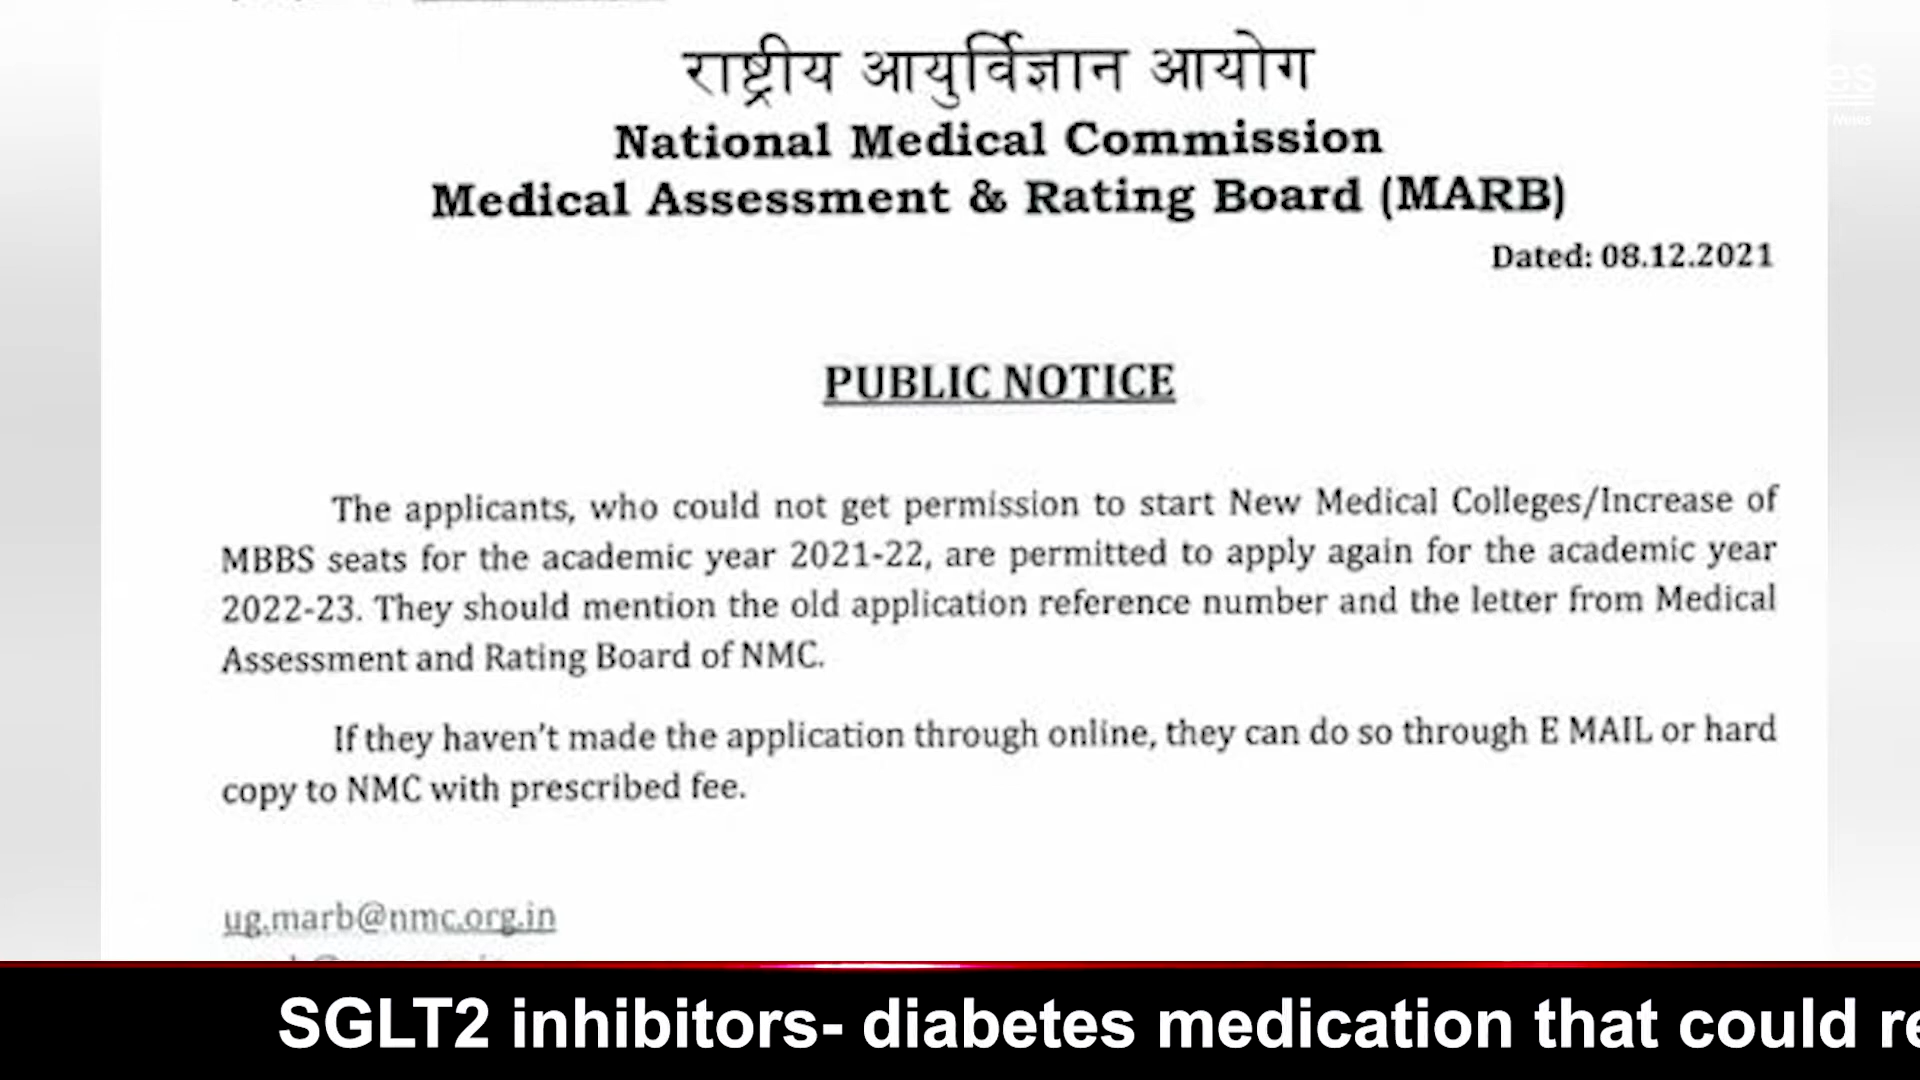 राष्ट्रीय आयुर्विज्ञान आयोग
National Medical Commission
Medical Assessment & Rating Board (MARB)
Dated: 08.12.2021
PUBLIC NOTICE
The applicants, who could not get permission to start New Medical Colleges/Increase of
MBBS seats for the academic year 2021-22, are permitted to apply again for the academic year
2022-23. They should mention the old application reference number and the letter from Medical
Assessment and Rating Board of NMC.
If they haven't made the application through online, they can do so through E MAIL or hard
copy to NMC with prescribed fee.
ug.marb@nmc.org.in
SGLT2 inhibitors- diabetes medication that could